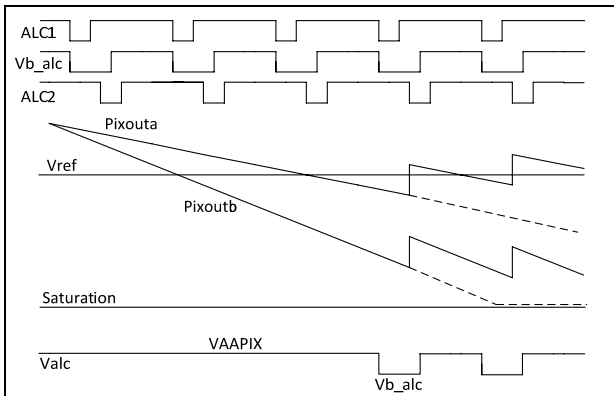 ALC1
Vb_alc
ALC2
Pixouta
Vref
Pixoutb
Saturation
VAAPIX
Valc
Vb_alc